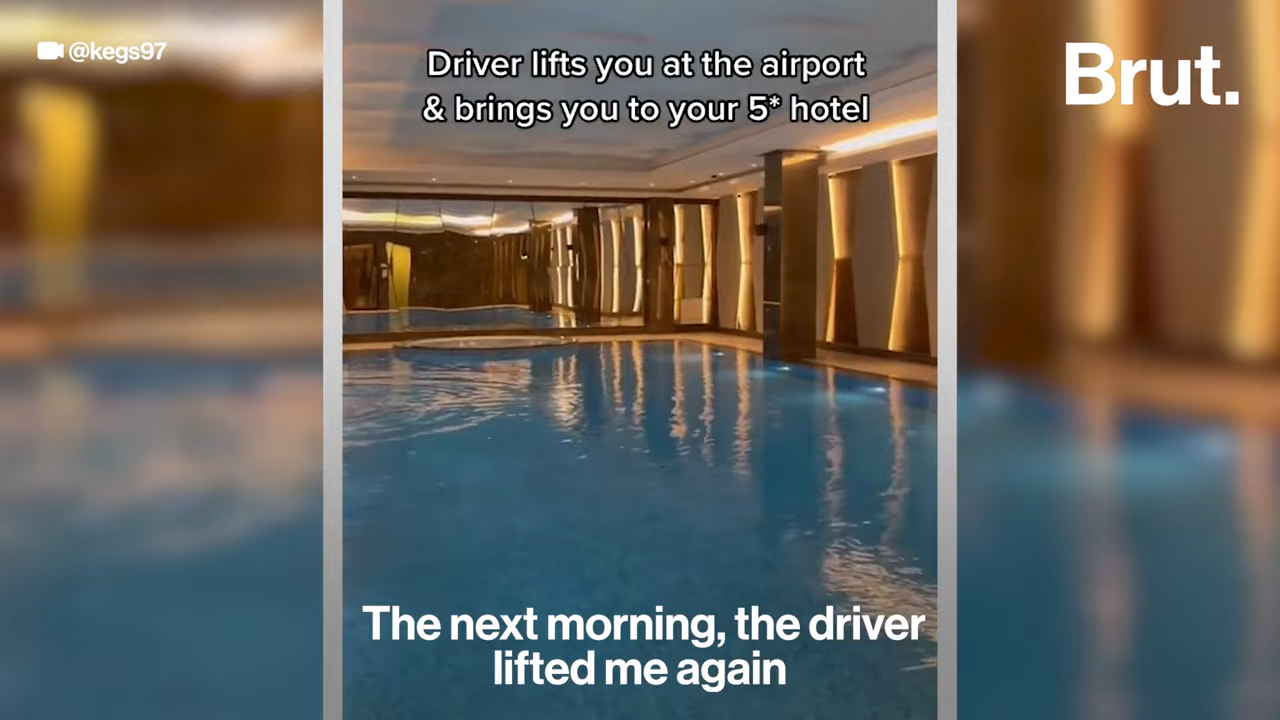 @kegs97
Brut.
Driver lifts you at the airport
& brings you to your 5* hotel
The next morning, the driver
lifted me again